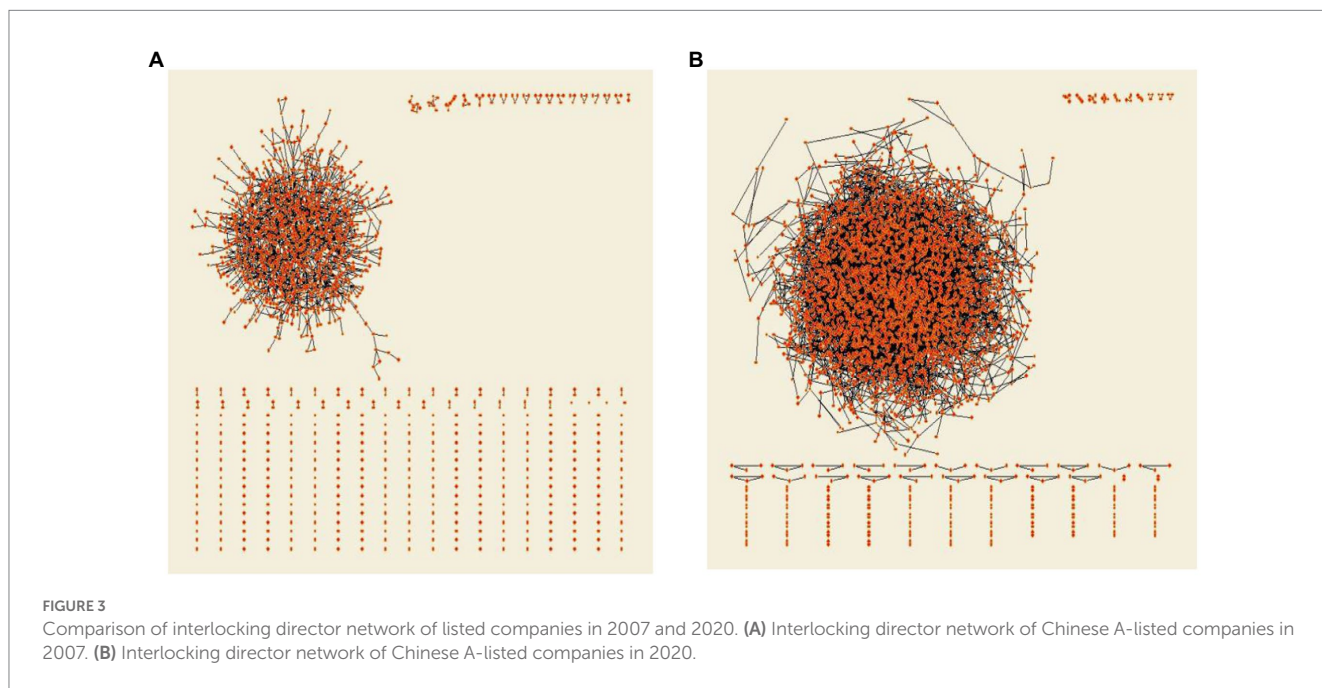 A
B
FIGURE 3
Comparison of interlocking director network of listed companies in 2007 and 2020. (A) Interlocking director network of Chinese A-listed companies in
2007. (B) Interlocking director network of Chinese A-listed companies in 2020.